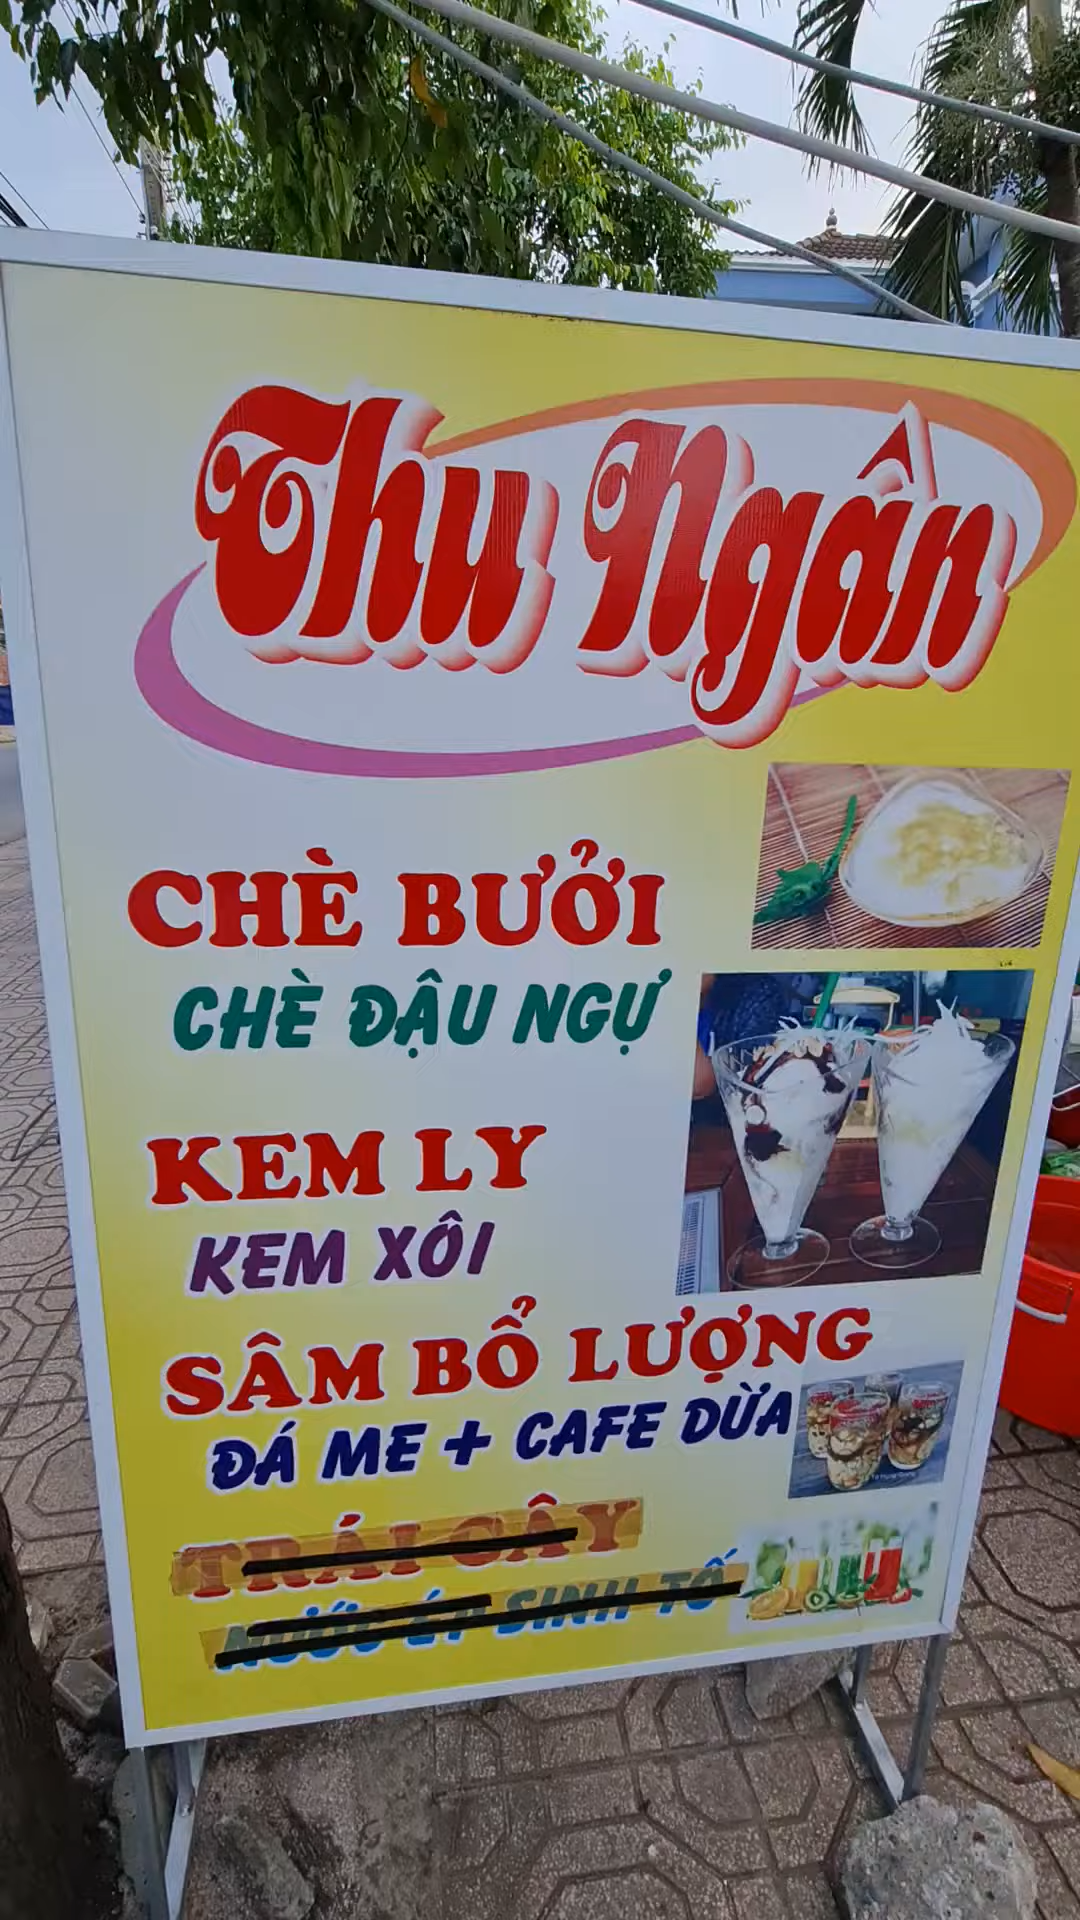 Thu Ngân
CHÈ BƯỞI
CHÈ ĐẬU NGỰ
KEM LY
KEM XÔI
SÂM BỔ LƯỢNG
ĐÁ ME + CAFE DỪA
TRÁI CÂY
NƯỚC ÉP SINH TỐ